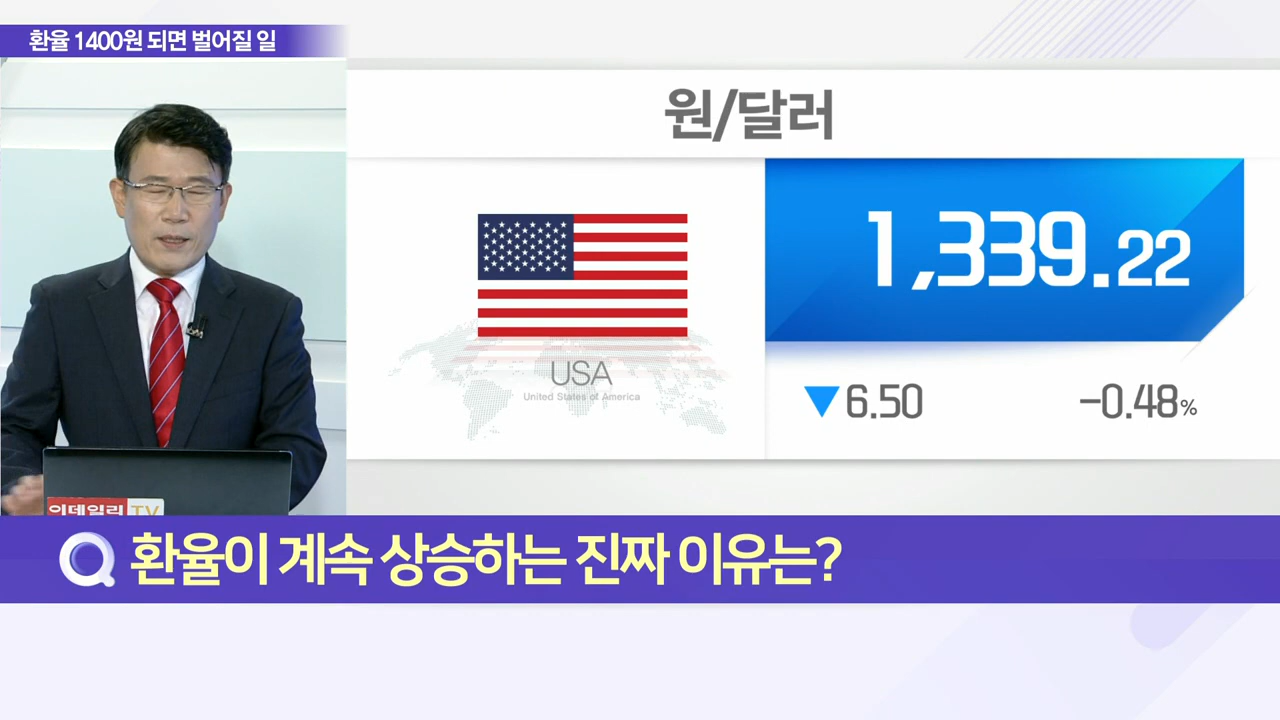 환율 1400원 되면 벌어질 일
원/달러
1,339.22
USA
United States of America
▼6.50
-0.48%
이데일리 TV
환율이 계속 상승하는 진짜 이유는?